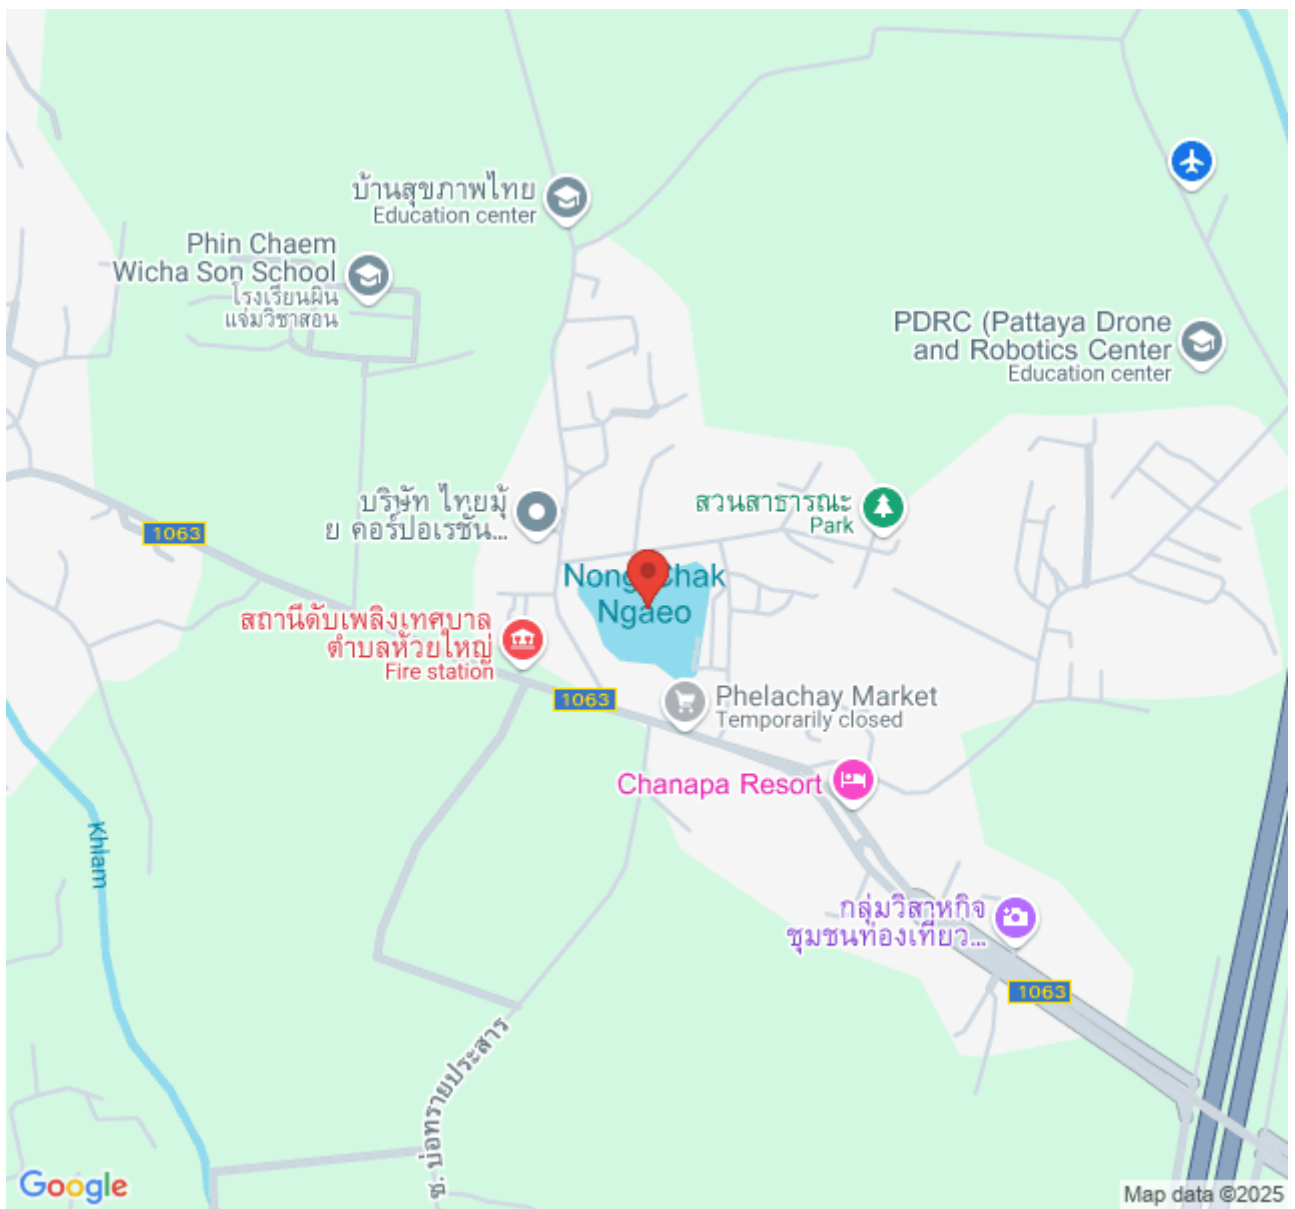 บ้านสุขภาพไทย
Education center
Phin Chaem
Wicha Son School
โรงเรียนผิน
แจ่มวิชาสอน
PDRC (Pattaya Drone
and Robotics Center
Education center
บริษัท ไทยมุ้
ย คอร์ปอเรชั่น...
สวนสาธารณะ
Park
1063
Nong Chak
Ngaeo
สถานีดับเพลิงเทศบาล
ตำบลห้วยใหญ่
Fire station
1063
Phelachay Market
Temporarily closed
Chanapa Resort
Khlam
กลุ่มวิสาหกิจ
ชุมชนท่องเที่ยว...
1063
ซ. บ่อทรายประสาร
Google
Map data ©2025